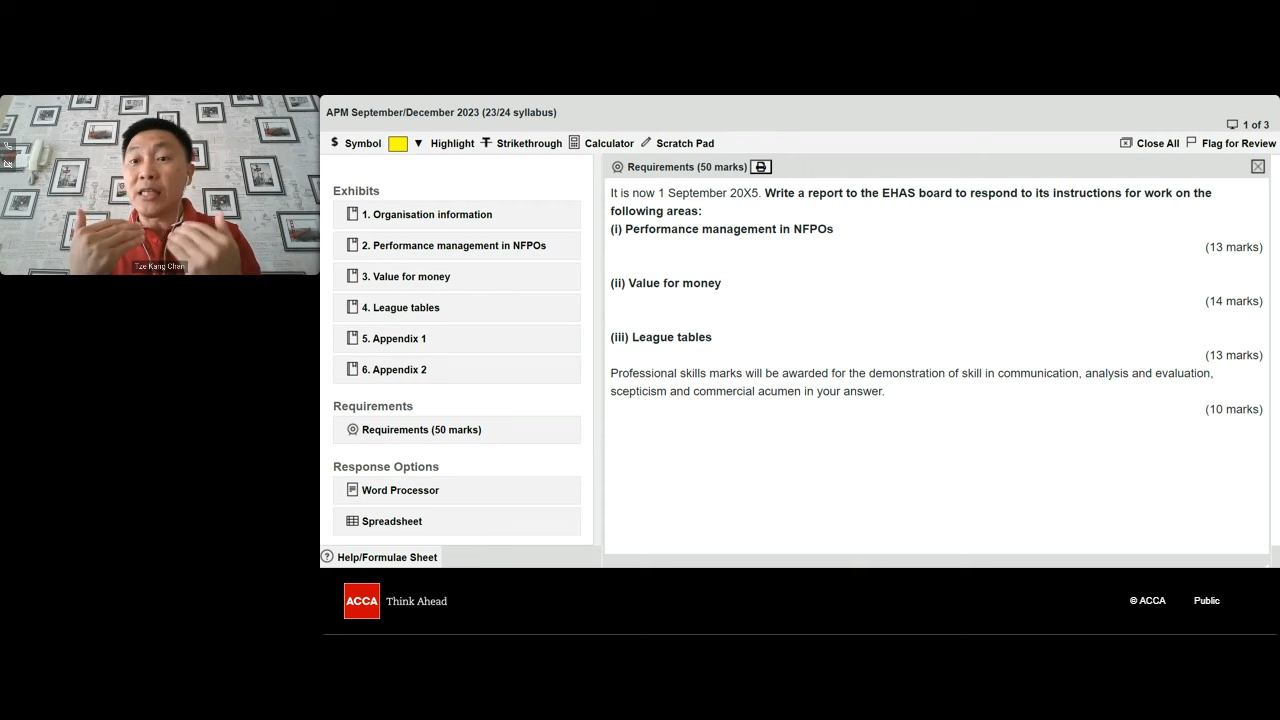 Tze Kang Chan
APM September/December 2023 (23/24 syllabus)
1 of 3
Symbol
Highlight
Strikethrough
Calculator
Scratch Pad
Close All
Flag for Review
Exhibits
1. Organisation information
2. Performance management in NFPOs
3. Value for money
4. League tables
5. Appendix 1
6. Appendix 2
Requirements
Requirements (50 marks)
Response Options
Word Processor
Spreadsheet
Help/Formulae Sheet
Requirements (50 marks)
It is now 1 September 20X5. Write a report to the EHAS board to respond to its instructions for work on the
following areas:
(i) Performance management in NFPOs
(13 marks)
(ii) Value for money
(14 marks)
(iii) League tables
(13 marks)
Professional skills marks will be awarded for the demonstration of skill in communication, analysis and evaluation,
scepticism and commercial acumen in your answer.
(10 marks)
ACCA Think Ahead
© ACCA
Public